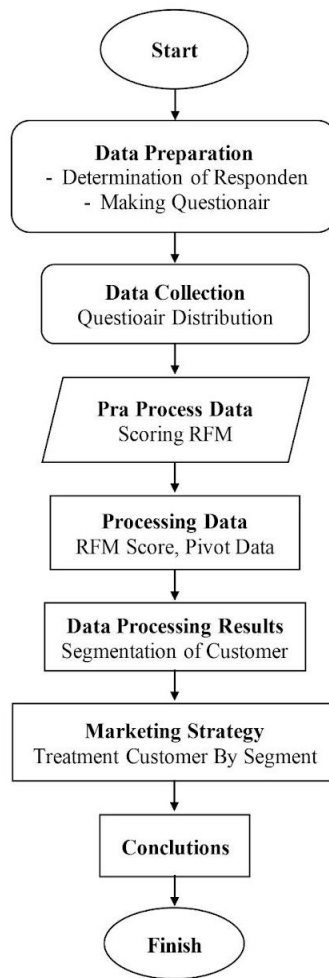 Start
Data Preparation
- Determination of Responden
- Making Questionair
Data Collection
Questioair Distribution
Pra Process Data
Scoring RFM
Processing Data
RFM Score, Pivot Data
Data Processing Results
Segmentation of Customer
Marketing Strategy
Treatment Customer By Segment
Conclutions
Finish